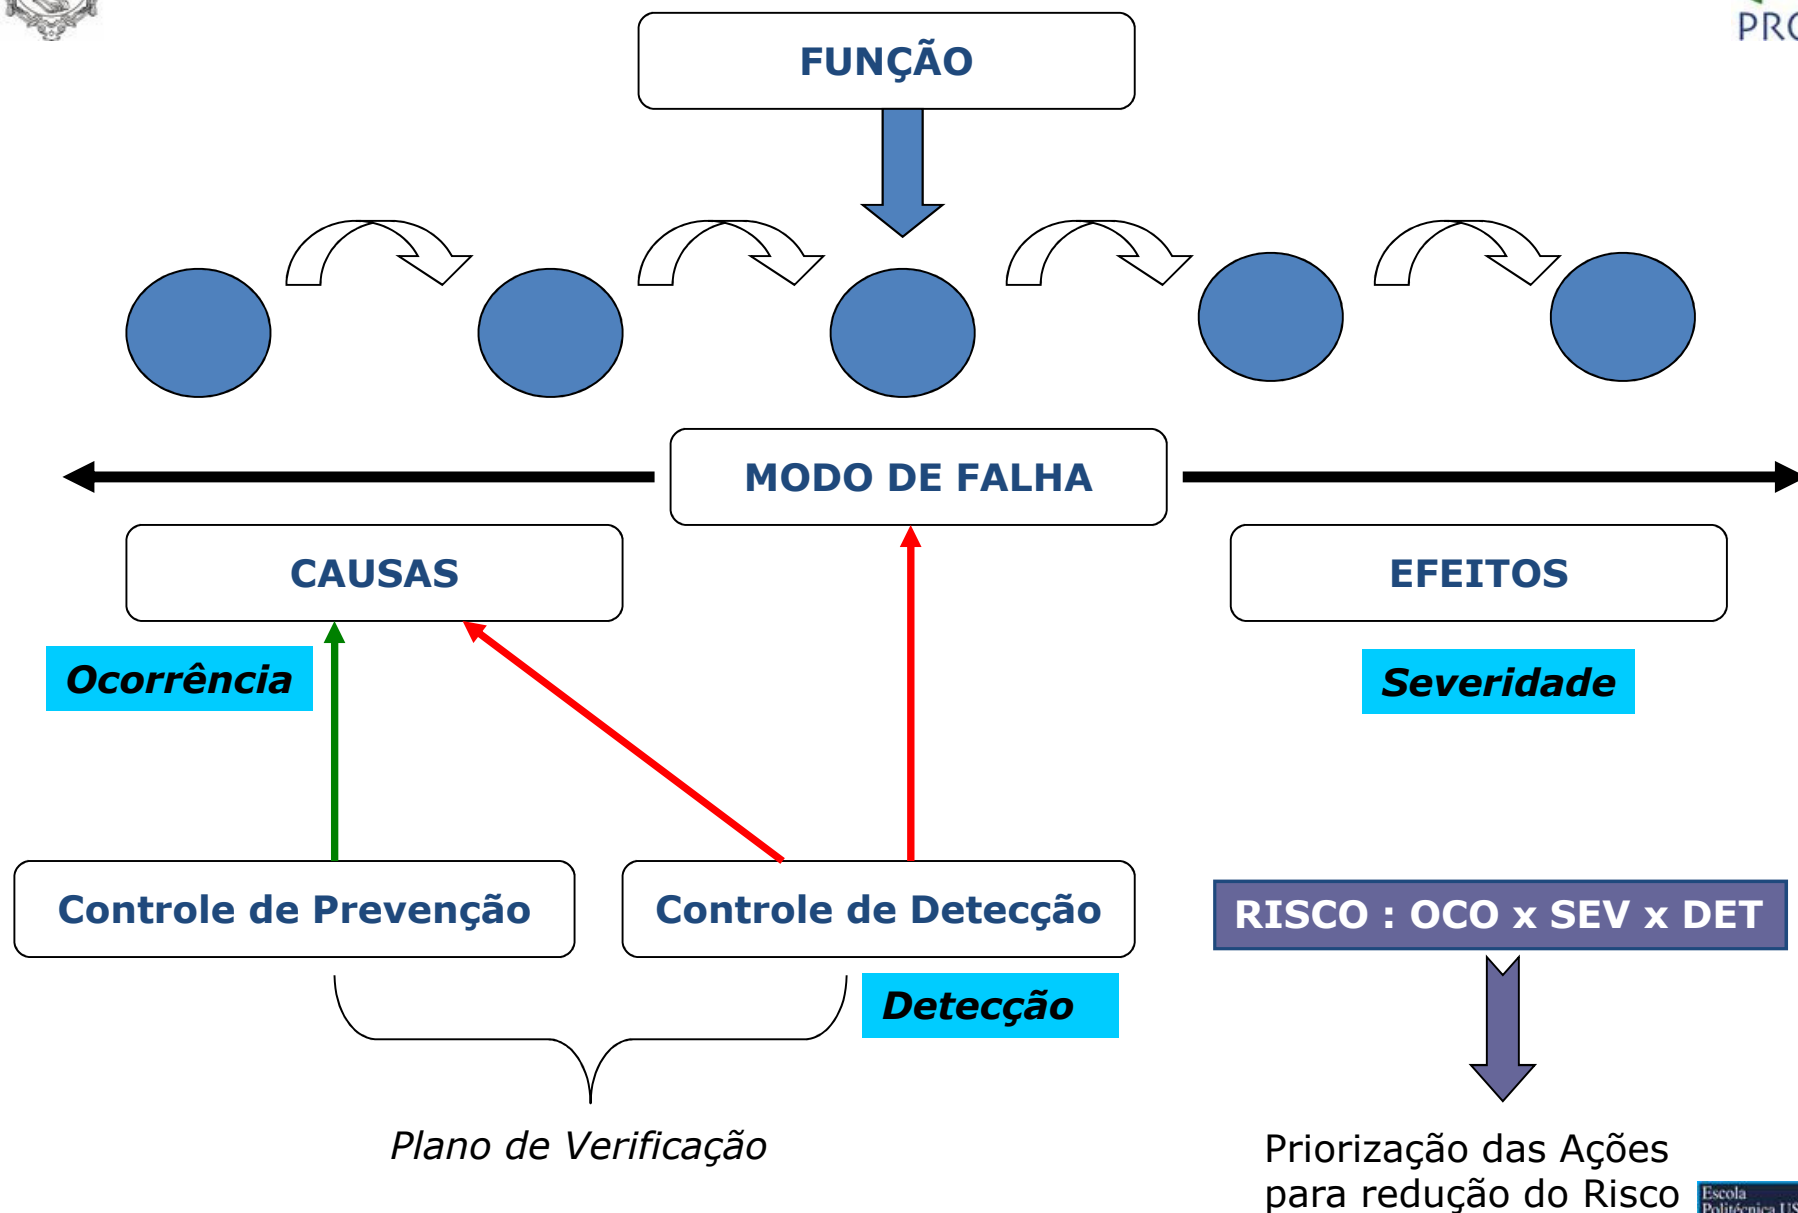 FUNÇÃO
MODO DE FALHA
CAUSAS
EFEITOS
Ocorrência
Severidade
Controle de Prevenção
Controle de Detecção
RISCO : OCO x SEV x DET
Detecção
Plano de Verificação
Priorização das Ações
para redução do Risco
Escola